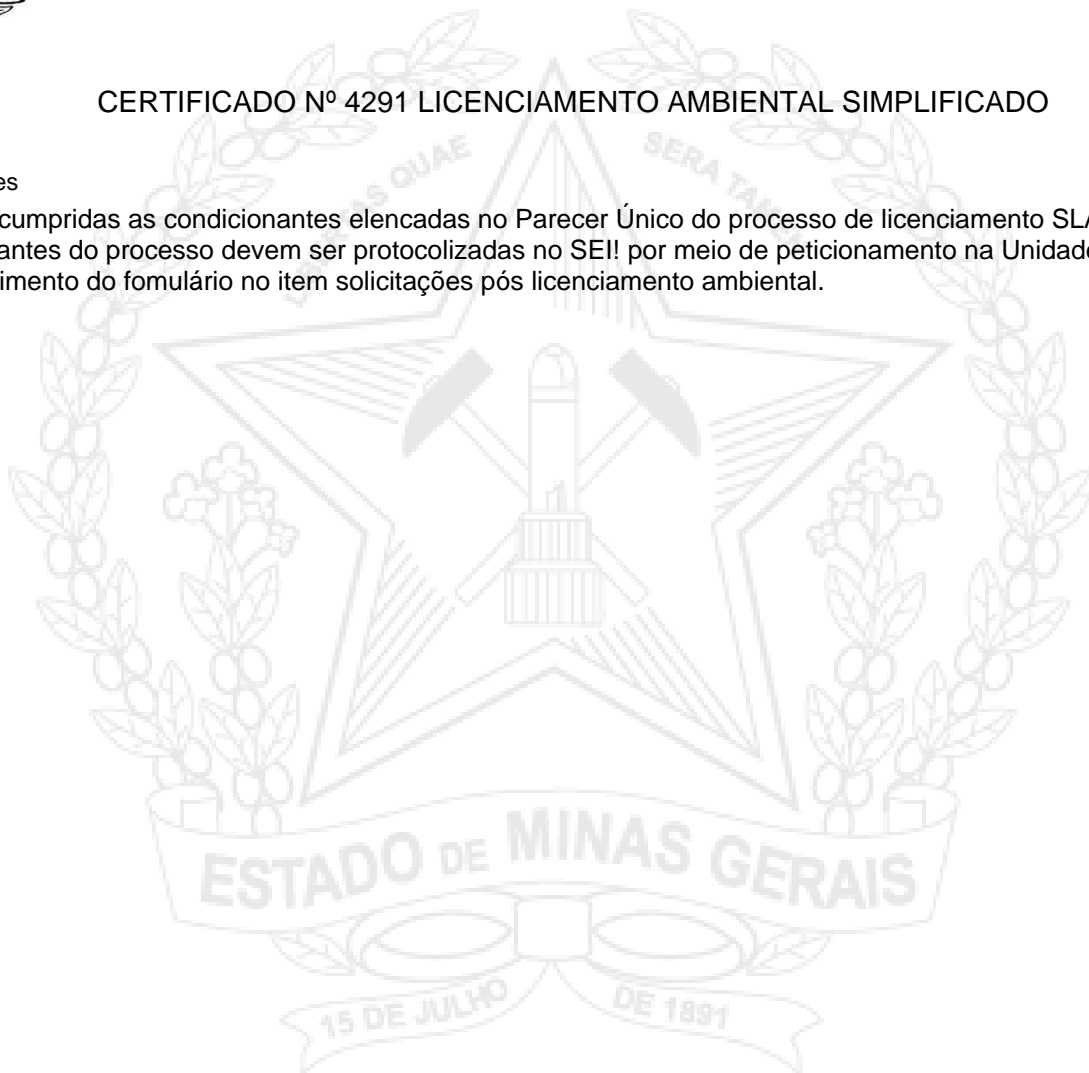 CERTIFICADO Nº 4291 LICENCIAMENTO AMBIENTAL SIMPLIFICADO
es
cumpridas as condicionantes elencadas no Parecer Único do processo de licenciamento SLA
antes do processo devem ser protocolizadas no SEI! por meio de peticionamento na Unidade
imento do fomulário no item solicitações pós licenciamento ambiental.
QUAE SERA TAMEN
ESTADO DE MINAS GERAIS
15 DE JULHO DE 1891